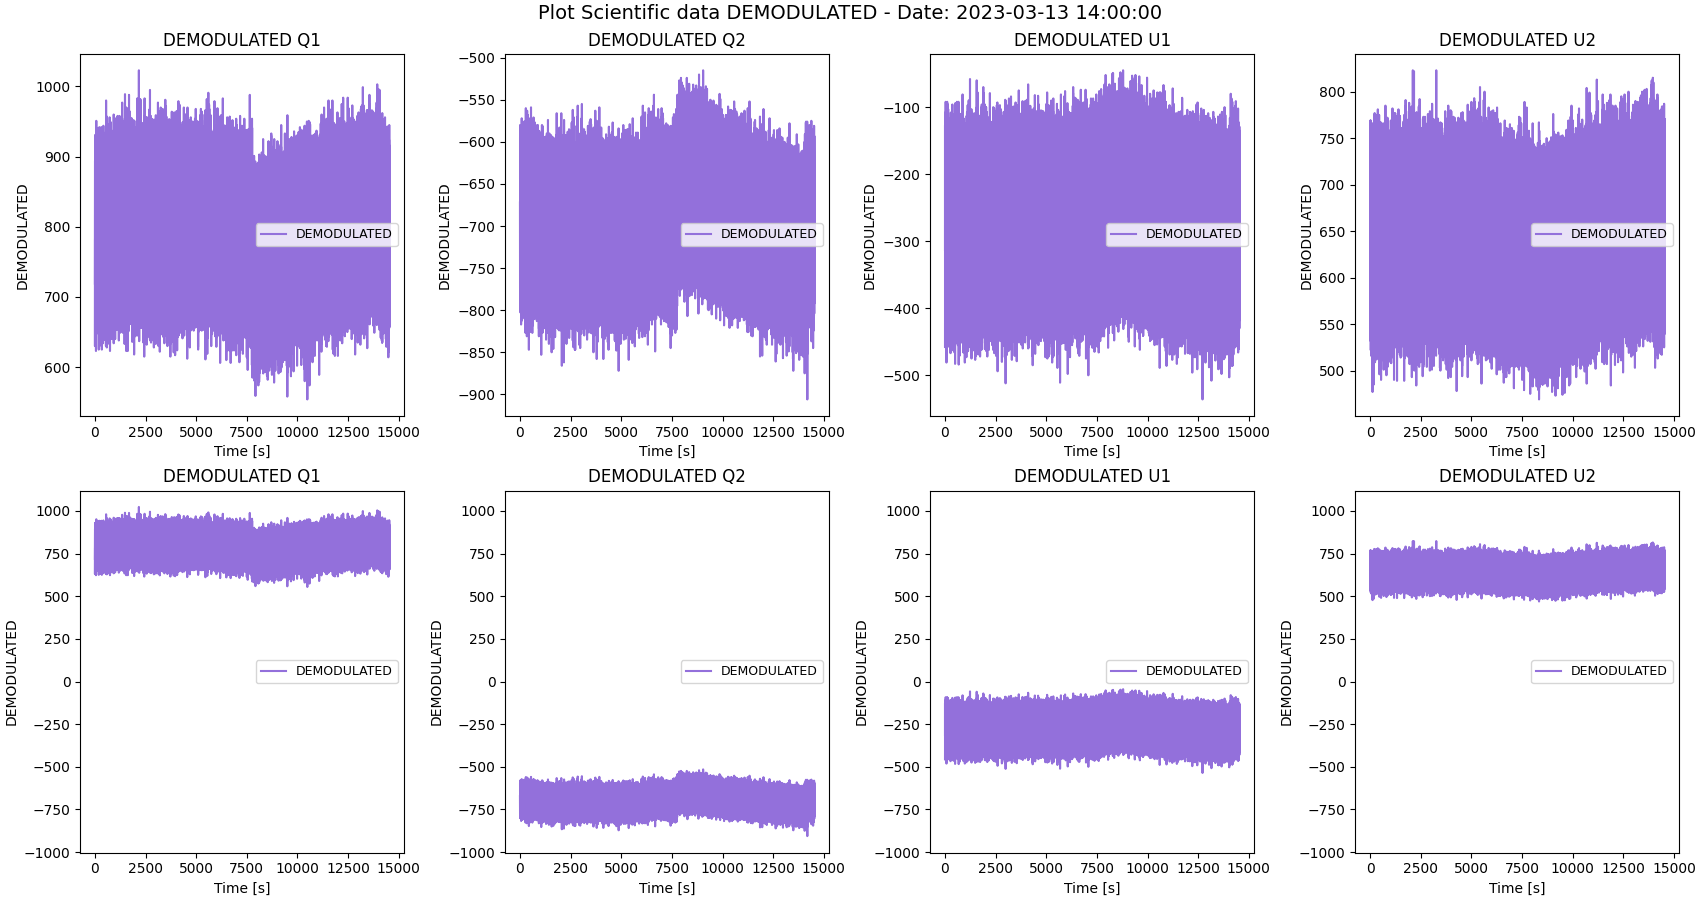 Plot Scientific data DEMODULATED - Date: 2023-03-13 14:00:00
DEMODULATED Q1
DEMODULATED
1000
900
800
700
600
DEMODULATED
0 2500 5000 7500 10000 12500 15000
Time [s]
DEMODULATED Q2
DEMODULATED
−500
−550
−600
−650
−700
−750
−800
−850
−900
DEMODULATED
0 2500 5000 7500 10000 12500 15000
Time [s]
DEMODULATED U1
DEMODULATED
−100
−200
−300
−400
−500
DEMODULATED
0 2500 5000 7500 10000 12500 15000
Time [s]
DEMODULATED U2
DEMODULATED
800
750
700
650
600
550
500
DEMODULATED
0 2500 5000 7500 10000 12500 15000
Time [s]
DEMODULATED Q1
DEMODULATED
1000
750
500
250
0
−250
−500
−750
−1000
DEMODULATED
0 2500 5000 7500 10000 12500 15000
Time [s]
DEMODULATED Q2
DEMODULATED
1000
750
500
250
0
−250
−500
−750
−1000
DEMODULATED
0 2500 5000 7500 10000 12500 15000
Time [s]
DEMODULATED U1
DEMODULATED
1000
750
500
250
0
−250
−500
−750
−1000
DEMODULATED
0 2500 5000 7500 10000 12500 15000
Time [s]
DEMODULATED U2
DEMODULATED
1000
750
500
250
0
−250
−500
−750
−1000
DEMODULATED
0 2500 5000 7500 10000 12500 15000
Time [s]